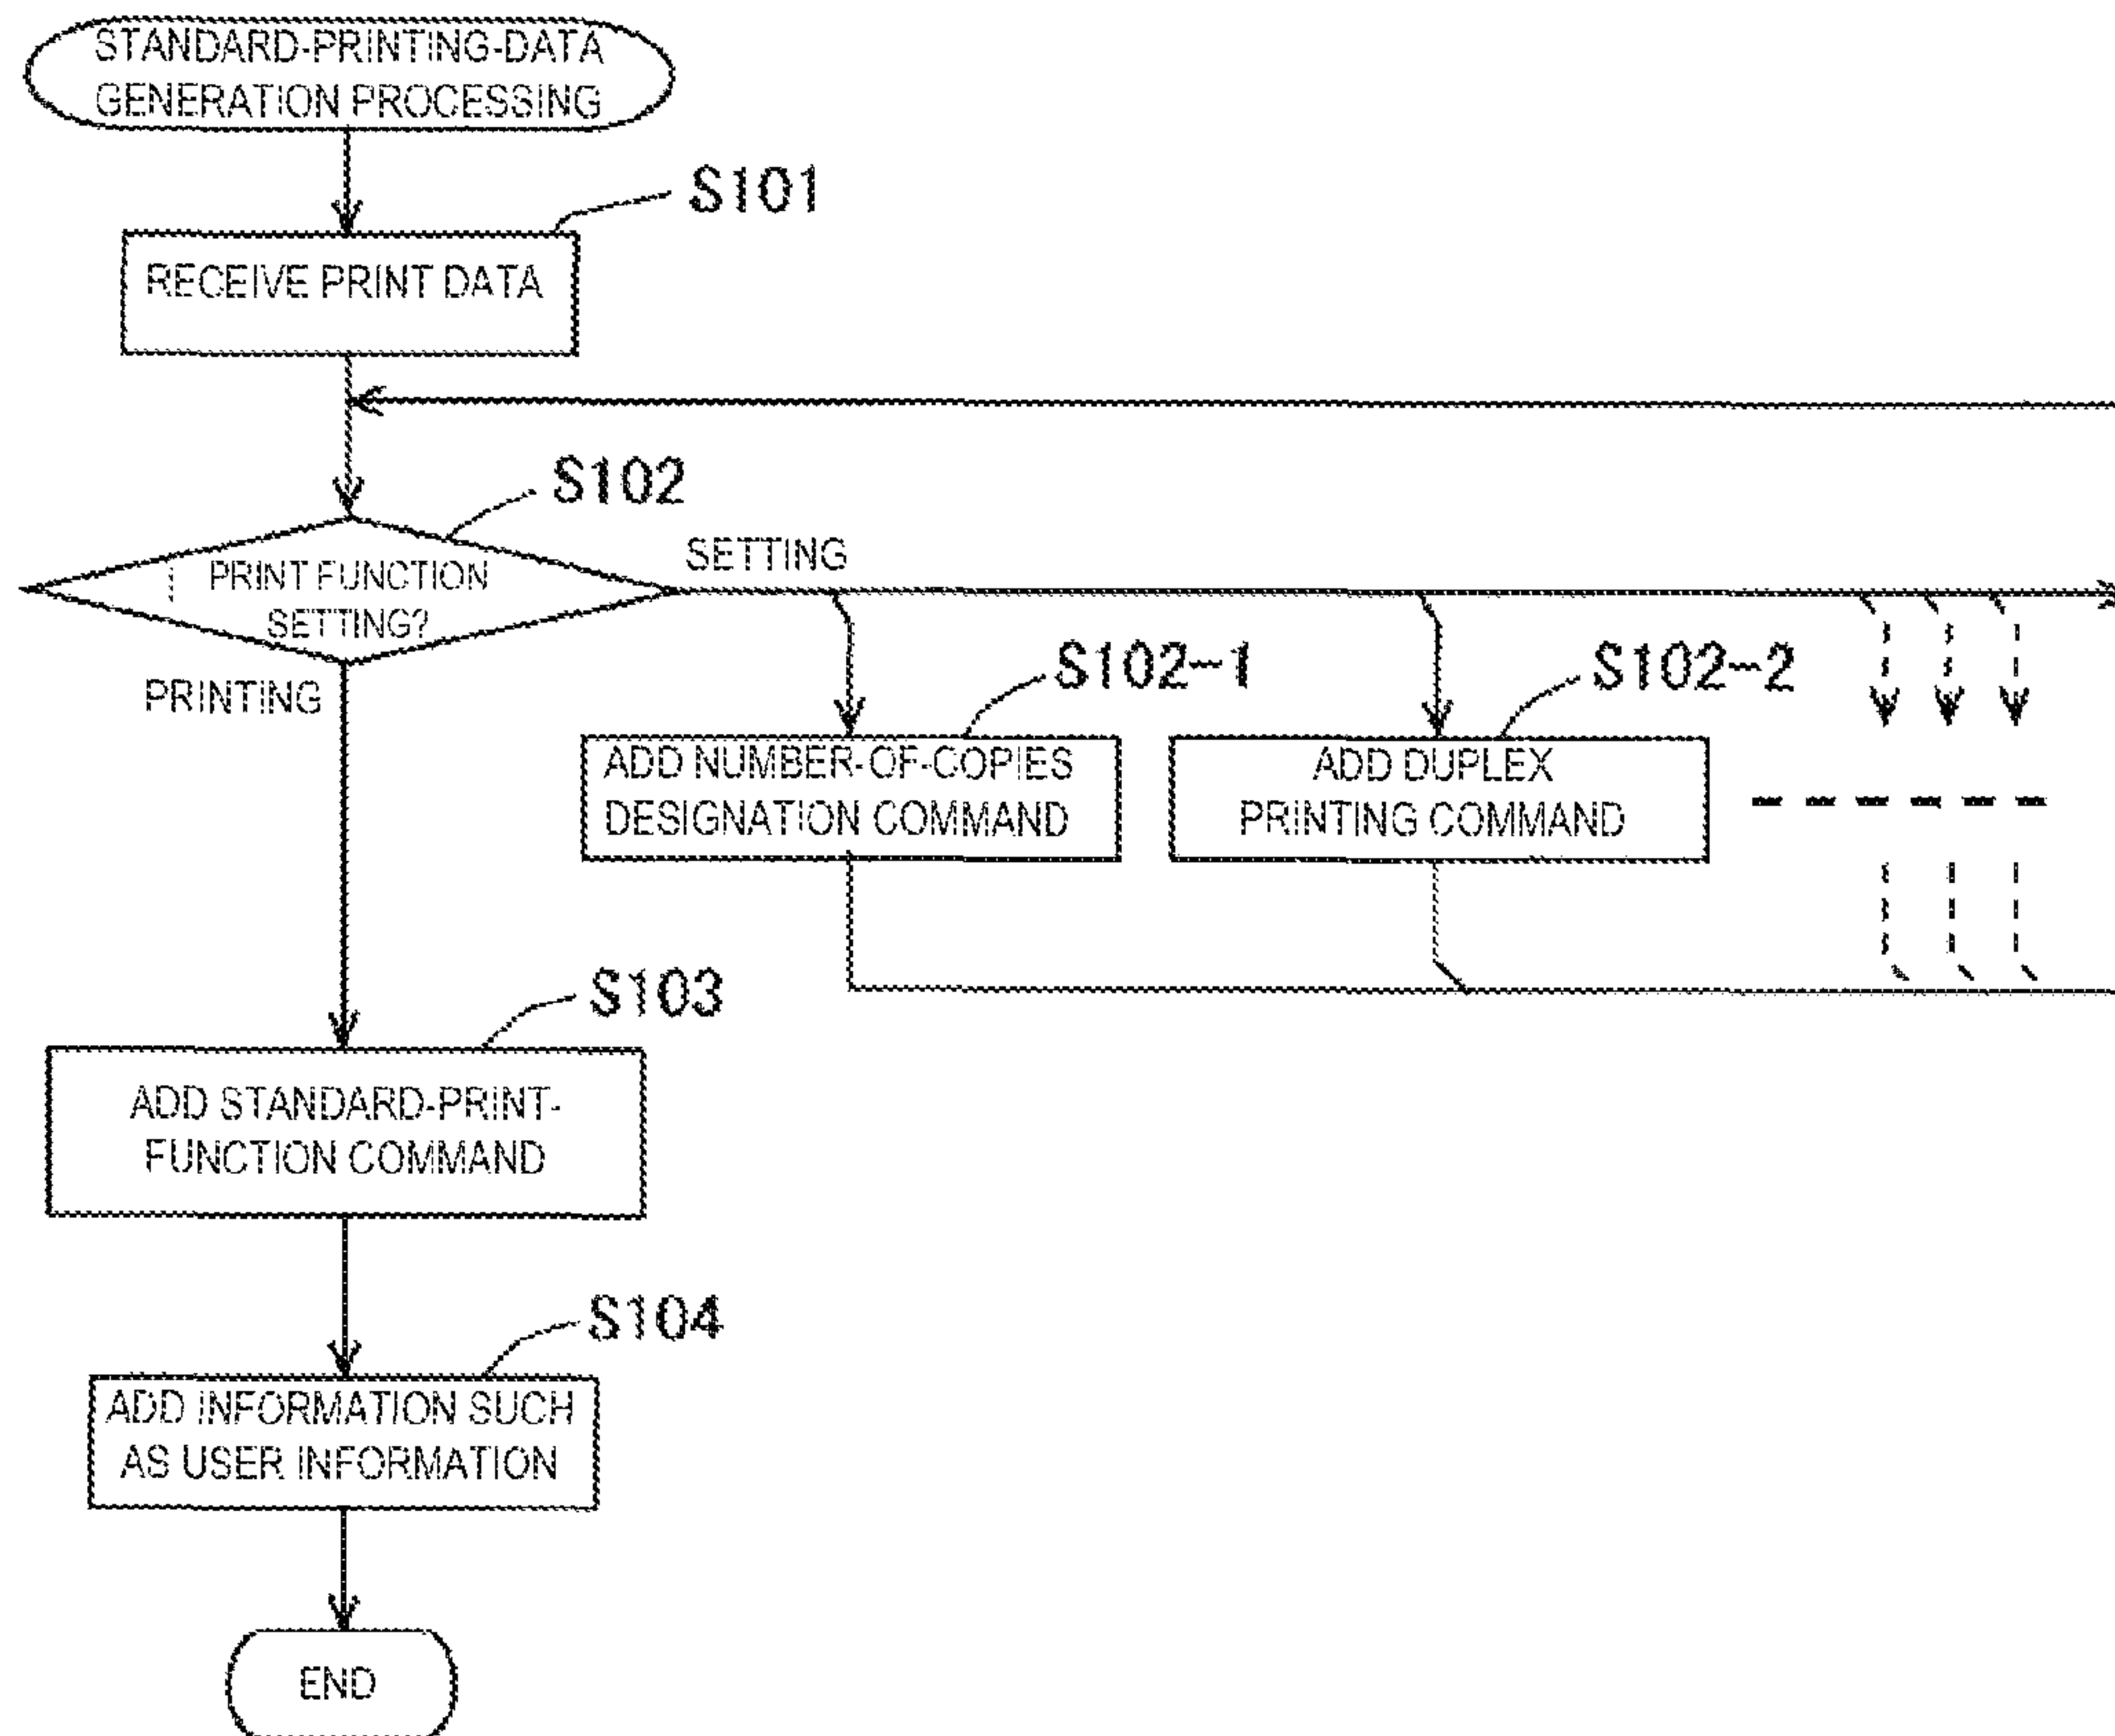 STANDARD-PRINTING-DATA
GENERATION PROCESSING
S101
RECEIVE PRINT DATA
S102
PRINT FUNCTION
SETTING?
SETTING
PRINTING
S102-1
ADD NUMBER-OF-COPIES
DESIGNATION COMMAND
S102-2
ADD DUPLEX
PRINTING COMMAND
S103
ADD STANDARD-PRINT-
FUNCTION COMMAND
S104
ADD INFORMATION SUCH
AS USER INFORMATION
END